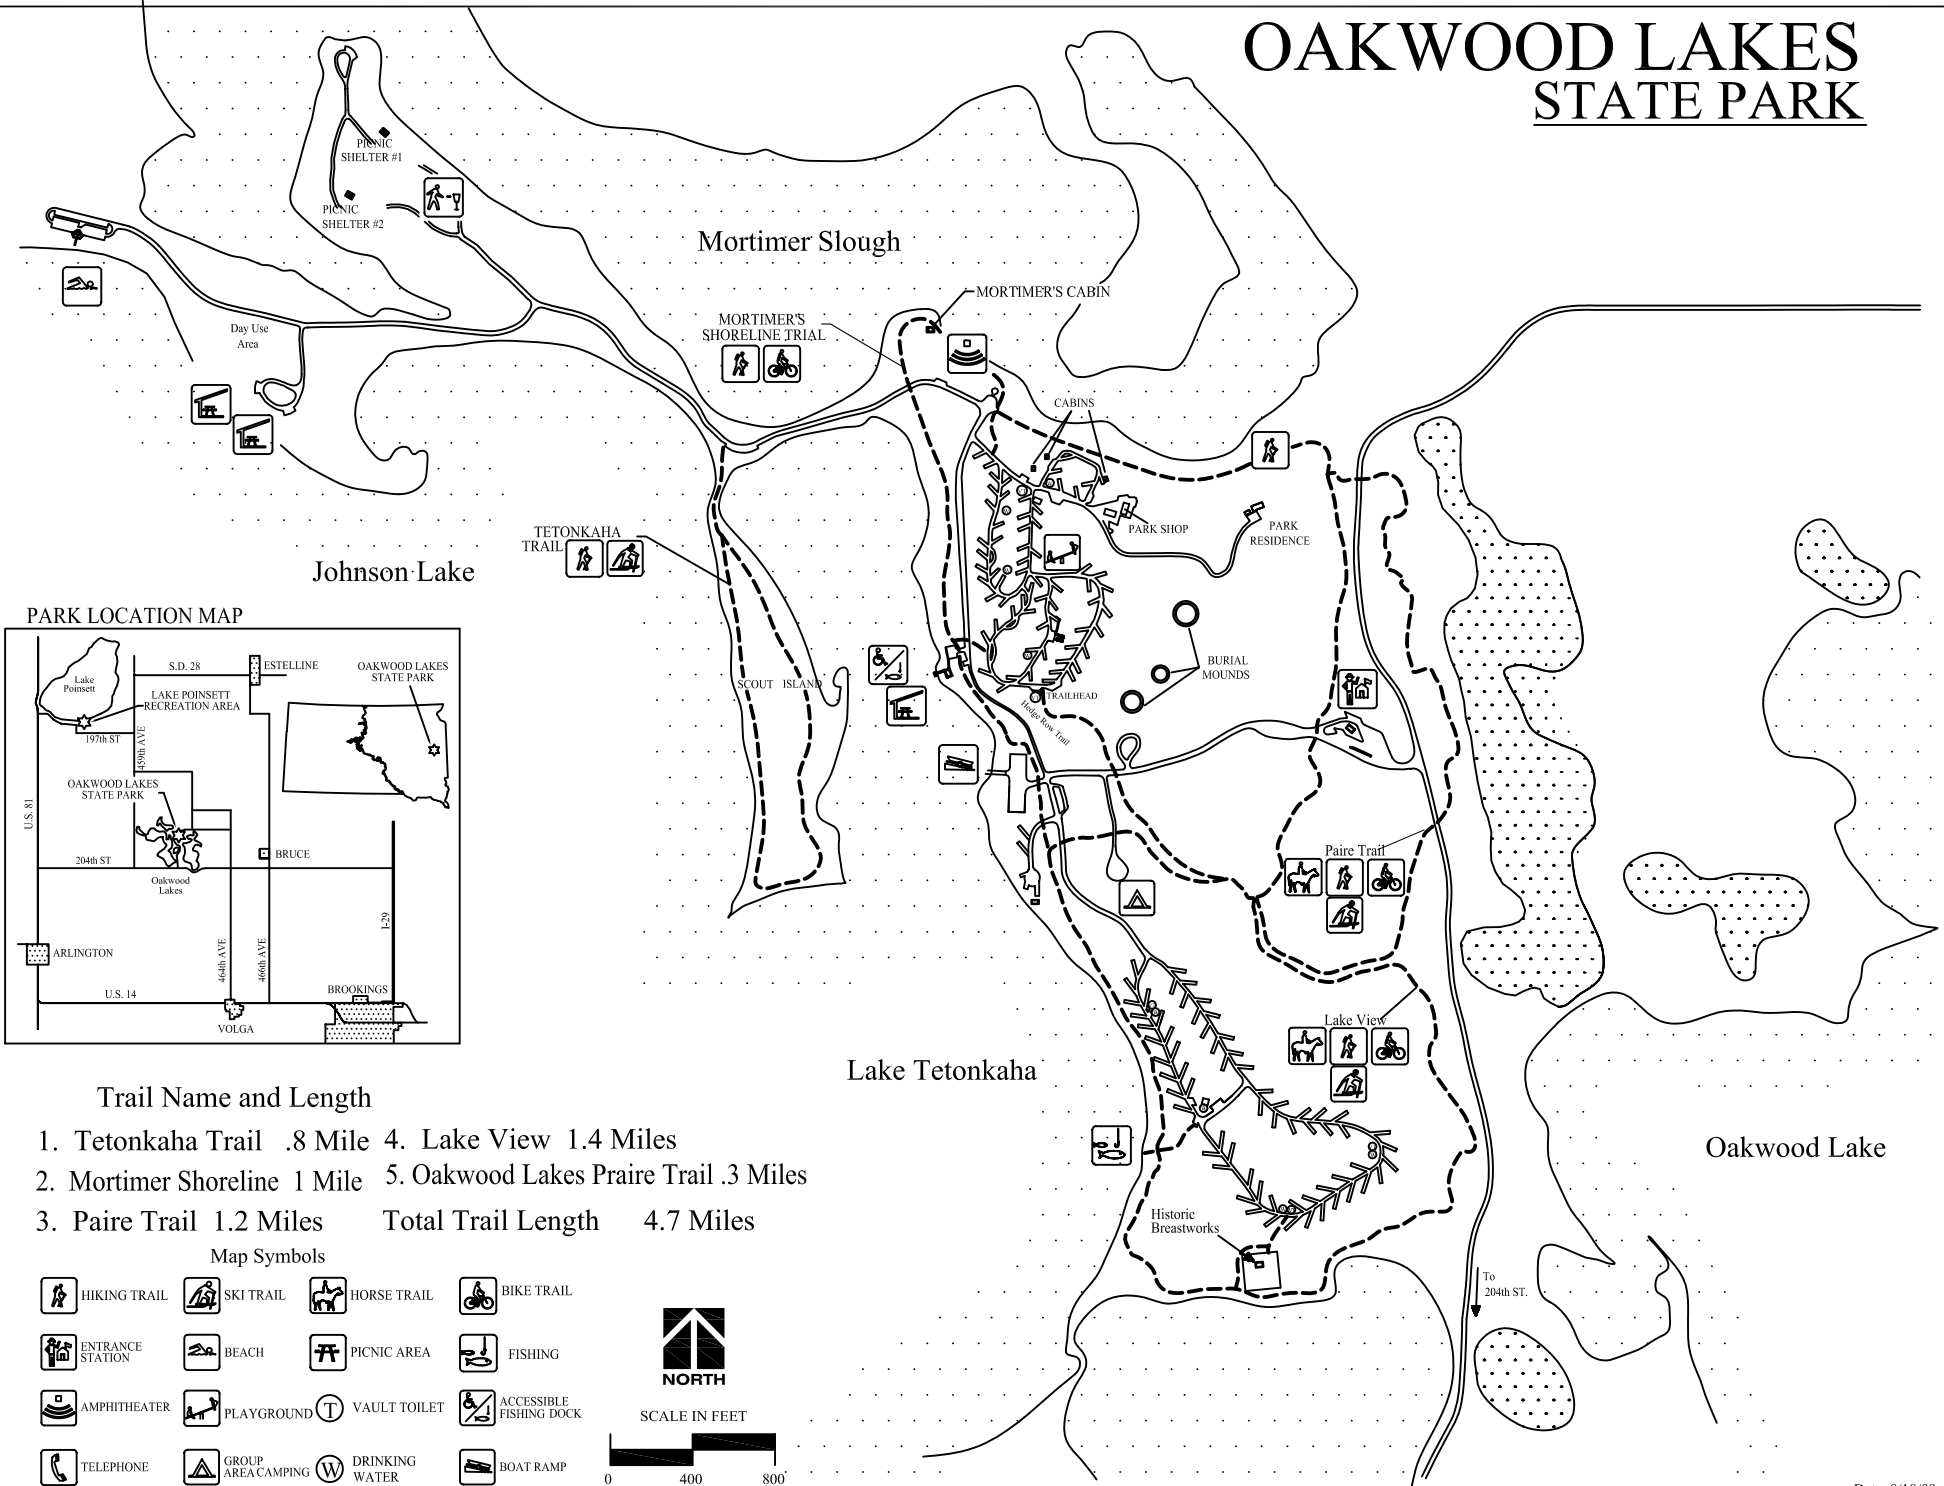 OAKWOOD LAKES
STATE PARK
PICNIC
SHELTER #1
PICNIC
SHELTER #2
Mortimer Slough
MORTIMER'S CABIN
MORTIMER'S
SHORELINE TRIAL
Day Use
Area
CABINS
PARK SHOP
PARK
RESIDENCE
TETONKAHA
TRAIL
Johnson Lake
BURIAL
MOUNDS
SCOUT ISLAND
TRAILHEAD
Hedge Row Trail
Paire Trail
Lake View
Lake Tetonkaha
Oakwood Lake
Historic
Breastworks
To
204th ST.
PARK LOCATION MAP
Lake
Poinsett
S.D. 28
ESTELLINE
OAKWOOD LAKES
STATE PARK
LAKE POINSETT
RECREATION AREA
197th ST
459th AVE
OAKWOOD LAKES
STATE PARK
U.S. 81
204th ST
BRUCE
Oakwood
Lakes
I-29
ARLINGTON
464th AVE
466th AVE
U.S. 14
BROOKINGS
VOLGA
Trail Name and Length
1. Tetonkaha Trail .8 Mile
2. Mortimer Shoreline 1 Mile
3. Paire Trail 1.2 Miles
4. Lake View 1.4 Miles
5. Oakwood Lakes Praire Trail .3 Miles
Total Trail Length 4.7 Miles
Map Symbols
HIKING TRAIL
SKI TRAIL
HORSE TRAIL
BIKE TRAIL
ENTRANCE
STATION
BEACH
PICNIC AREA
FISHING
AMPHITHEATER
PLAYGROUND
T
VAULT TOILET
ACCESSIBLE
FISHING DOCK
TELEPHONE
GROUP
AREA CAMPING
W
DRINKING
WATER
BOAT RAMP
NORTH
SCALE IN FEET
0 400 800